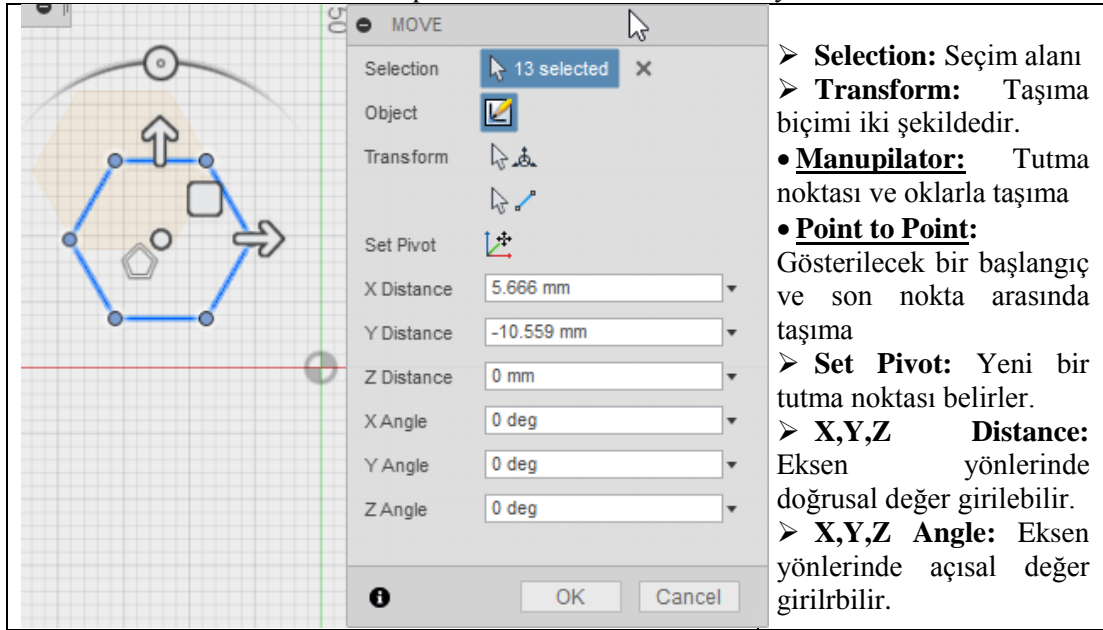 50
MOVE
Selection 13 selected
Object
Transform
Set Pivot
X Distance 5.666 mm
Y Distance -10.559 mm
Z Distance 0 mm
X Angle 0 deg
Y Angle 0 deg
Z Angle 0 deg
OK Cancel
➢ Selection: Seçim alanı
➢ Transform: Taşıma
biçimi iki şekildedir.
• Manupilator: Tutma
noktası ve oklarla taşıma
• Point to Point:
Gösterilecek bir başlangıç
ve son nokta arasında
taşıma
➢ Set Pivot: Yeni bir
tutma noktası belirler.
➢ X,Y,Z Distance:
Eksen yönlerinde
doğrusal değer girilebilir.
➢ X,Y,Z Angle: Eksen
yönlerinde açısal değer
girilrbilir.